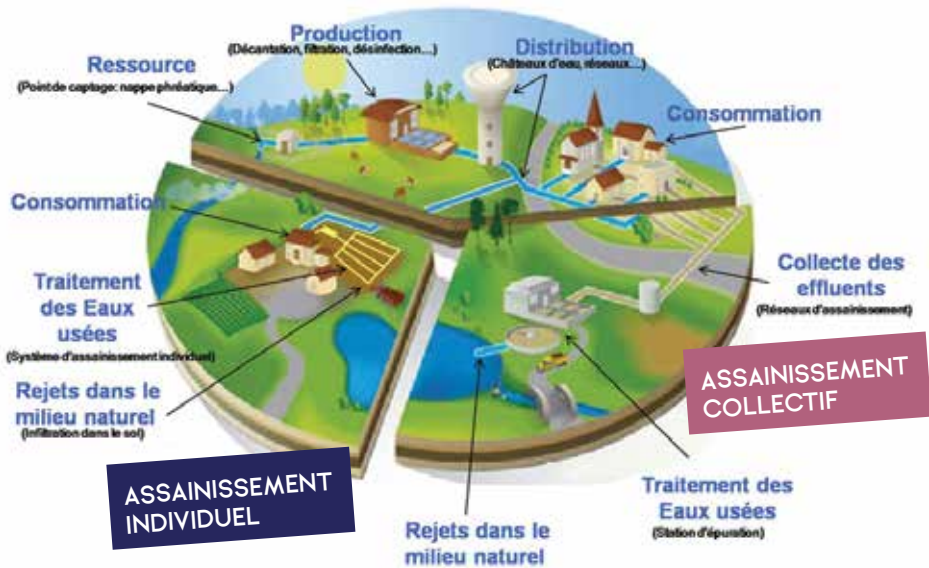 Production
(Décantation, filtration, désinfection....)
Distribution
(Châteaux d'eau, réseaux....)
Ressource
(Point de captage: nappe phréatique....)
Consommation
Consommation
Collecte des
effluents
(Réseaux d'assainissement)
Traitement
des Eaux
usées
(Système d'assainissement individuel)
Rejets dans le
milieu naturel
(Infiltration dans le sol)
ASSAINISSEMENT
COLLECTIF
ASSAINISSEMENT
INDIVIDUEL
Traitement des
Eaux usées
(Station d'épuration)
Rejets dans le
milieu naturel